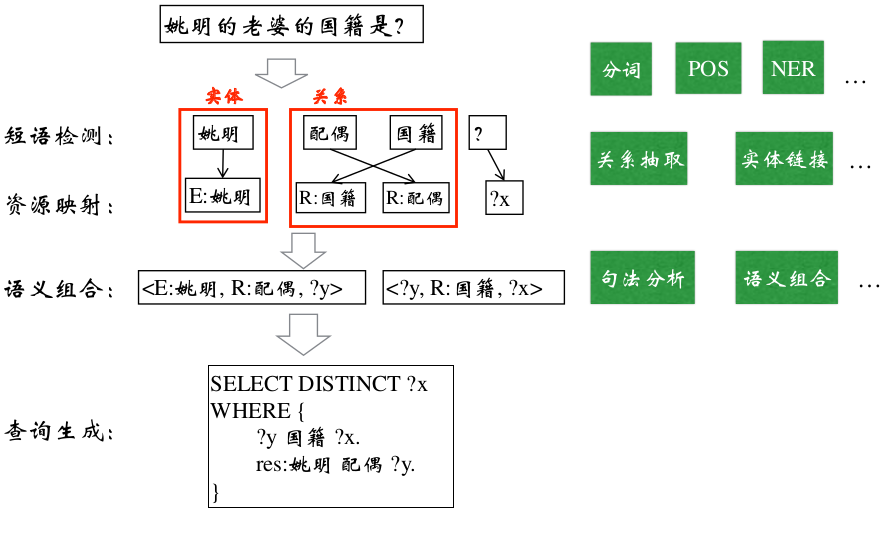 姚明的老婆的国籍是?
分词 POS NER …
实体 关系
短语检测: 姚明 配偶 国籍 ?
关系抽取 实体链接 …
资源映射: E:姚明 R:国籍 R:配偶 ?x
语义组合: <E:姚明, R:配偶, ?y> <?y, R:国籍, ?x>
句法分析 语义组合 …
查询生成:
SELECT DISTINCT ?x
WHERE {
?y 国籍 ?x.
res:姚明 配偶 ?y.
}